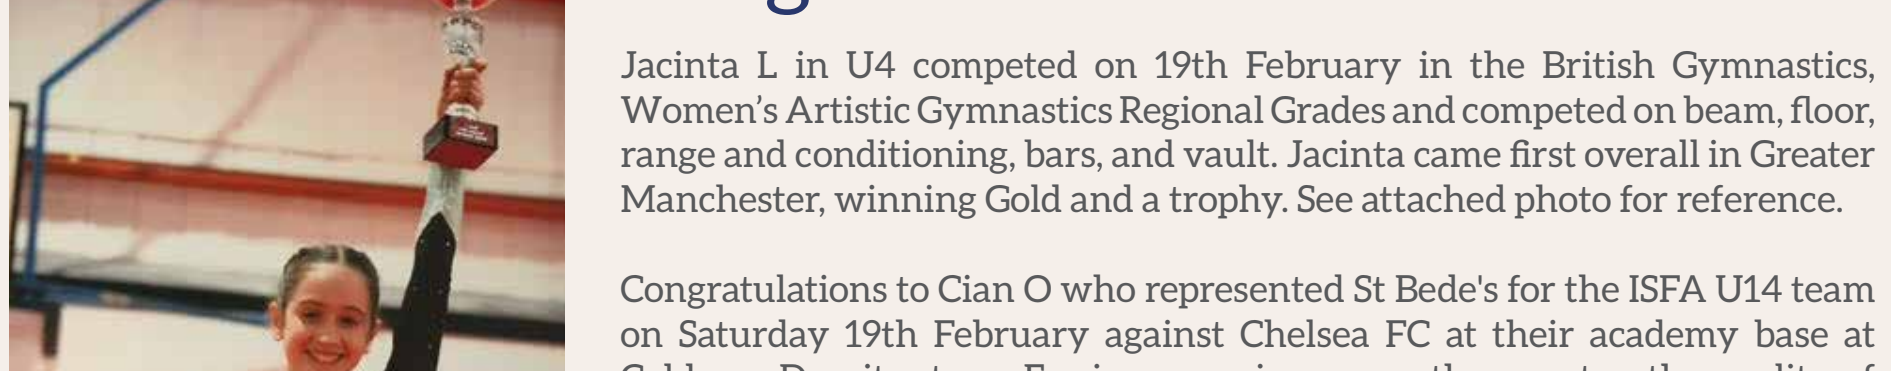 Jacinta L in U4 competed on 19th February in the British Gymnastics,
Women’s Artistic Gymnastics Regional Grades and competed on beam, floor,
range and conditioning, bars, and vault. Jacinta came first overall in Greater
Manchester, winning Gold and a trophy. See attached photo for reference.
Congratulations to Cian O who represented St Bede's for the ISFA U14 team
on Saturday 19th February against Chelsea FC at their academy base at